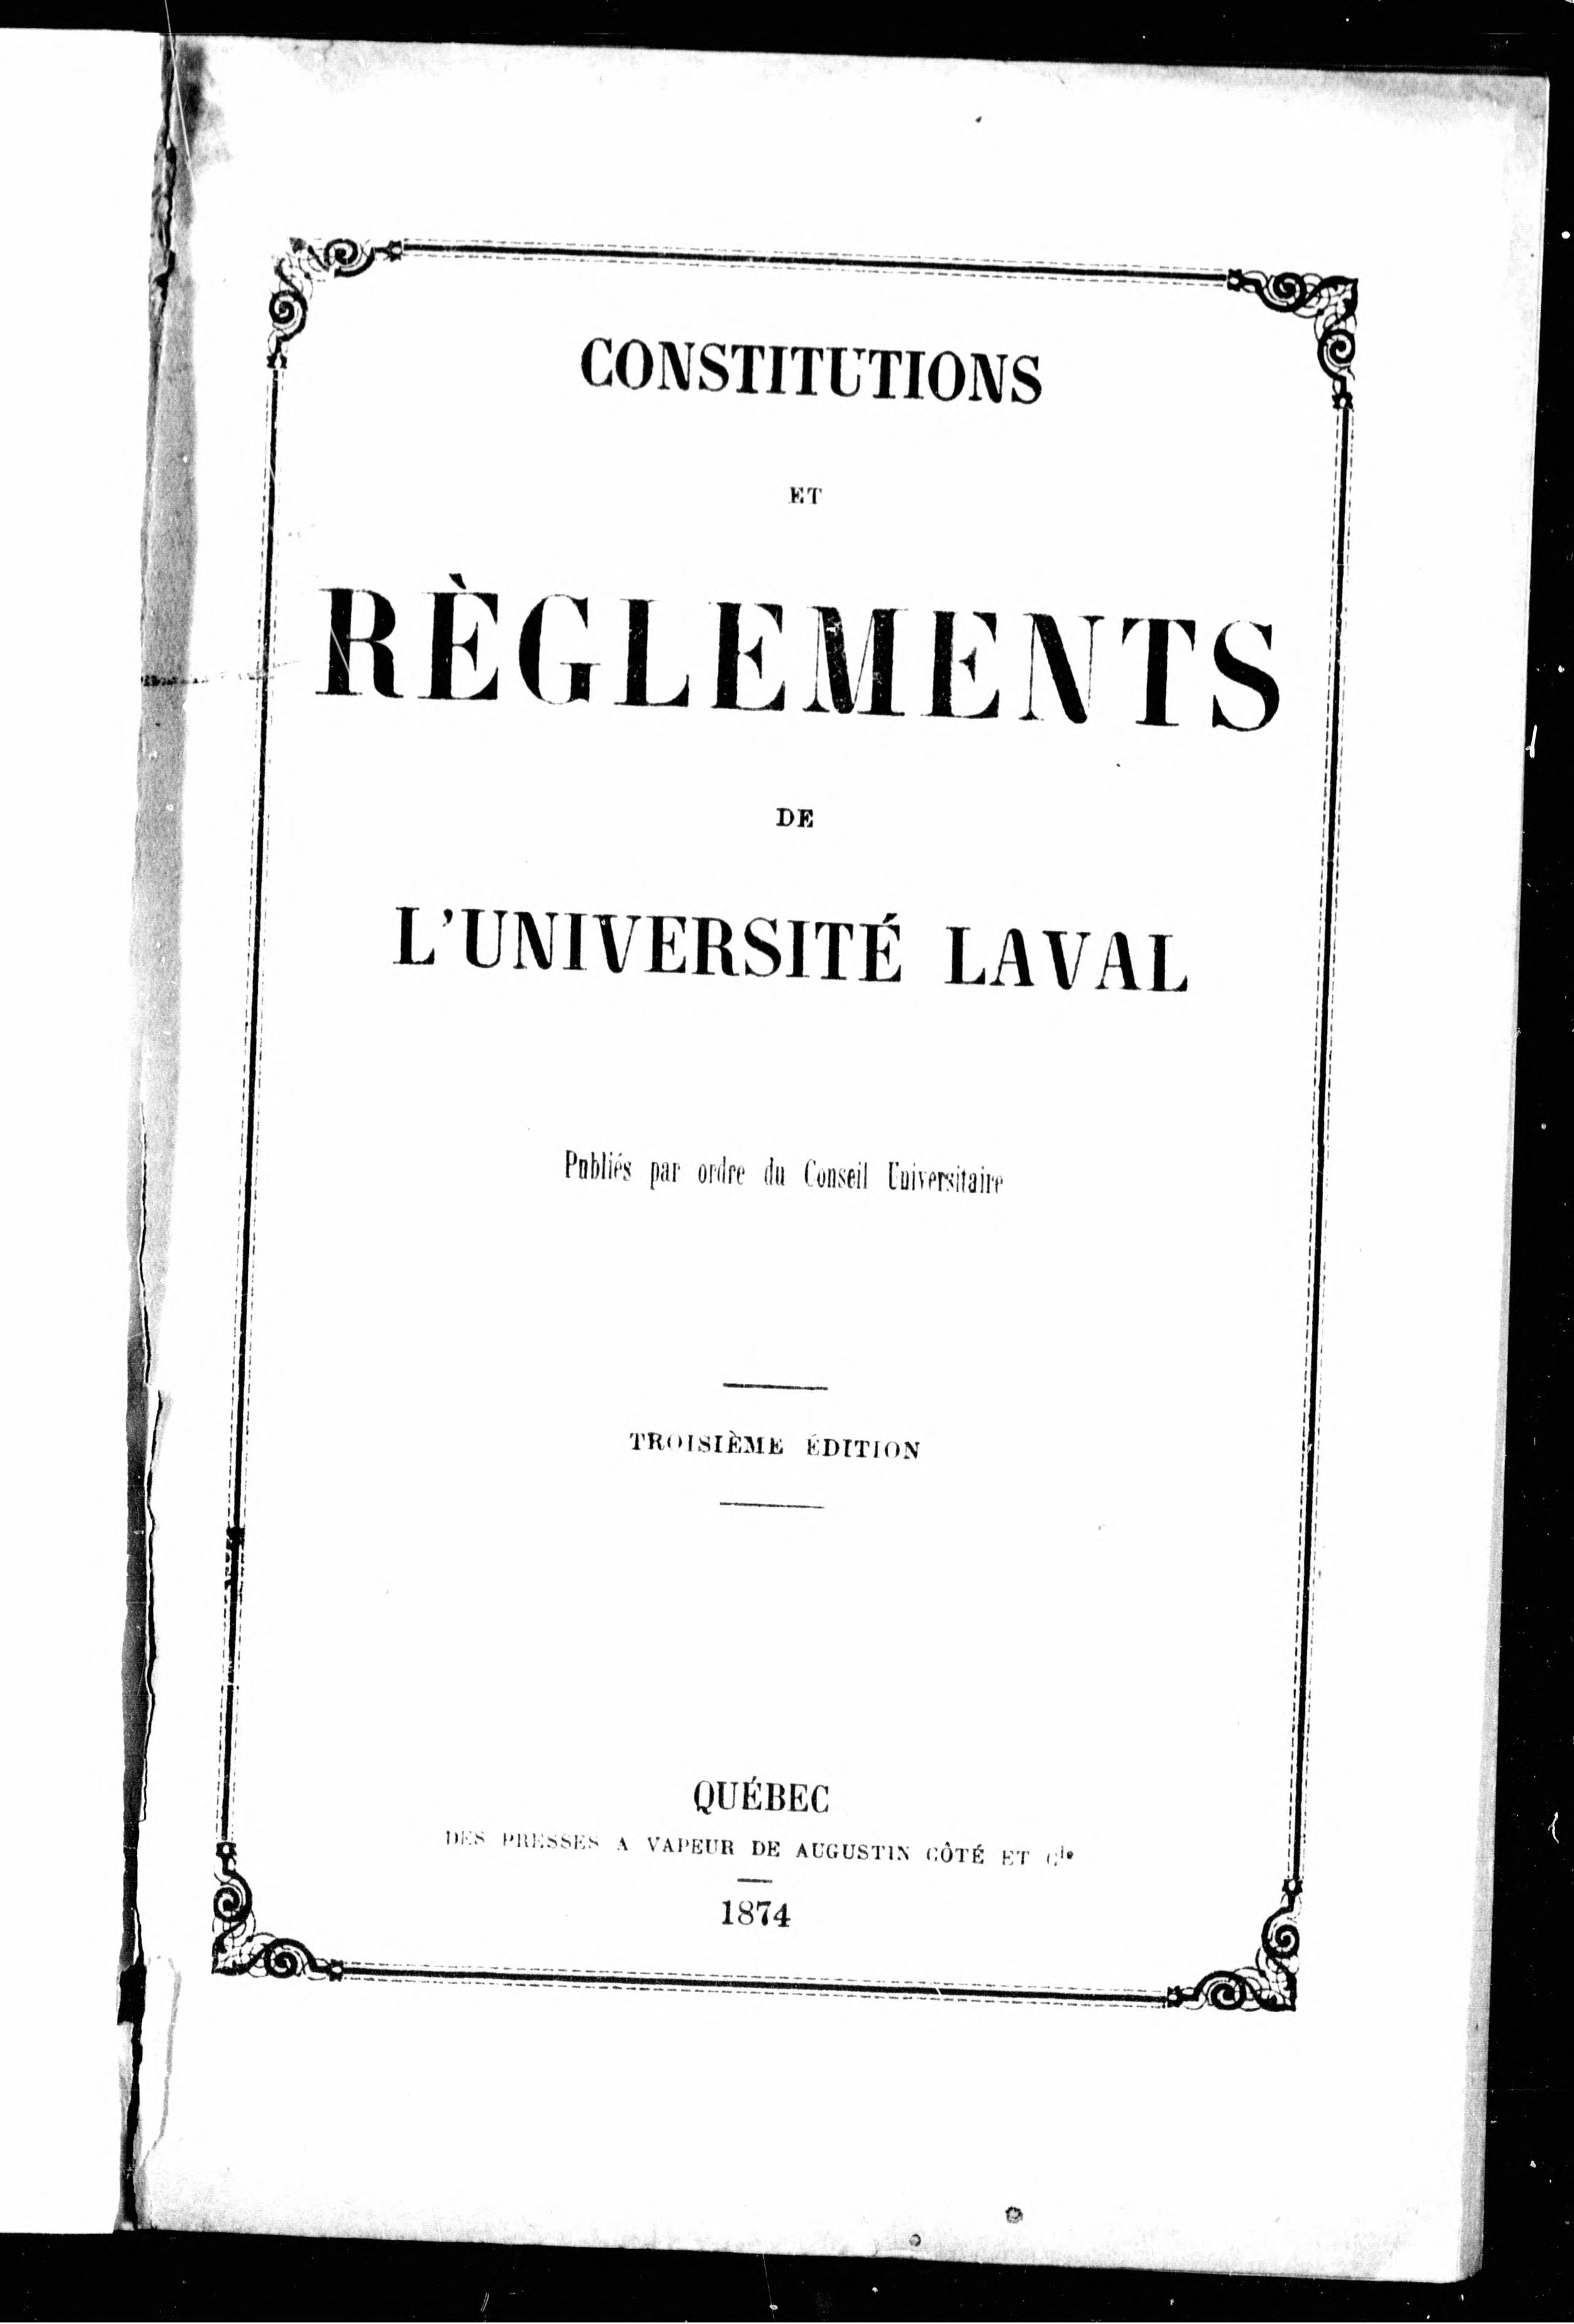 CONSTITUTIONS
ET
RÈGLEMENTS
DE
L'UNIVERSITÉ LAVAL
Publiés par ordre du Conseil Universitaire
TROISIÈME ÉDITION
QUÉBEC
DES PRESSES A VAPEUR DE AUGUSTIN CÔTÉ ET Cie
1874